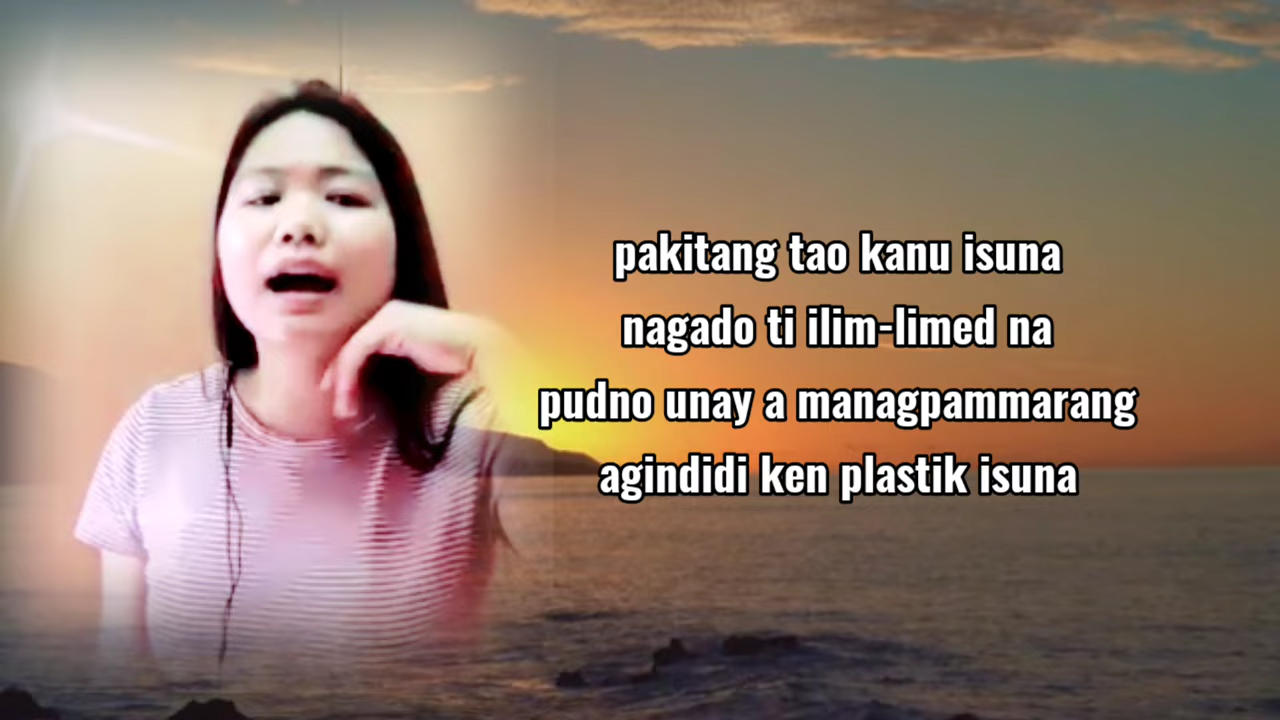 pakitang tao kanu isuna
nagado ti ilim-limed na
pudno unay a managpammarang
agindidi ken plastik isuna